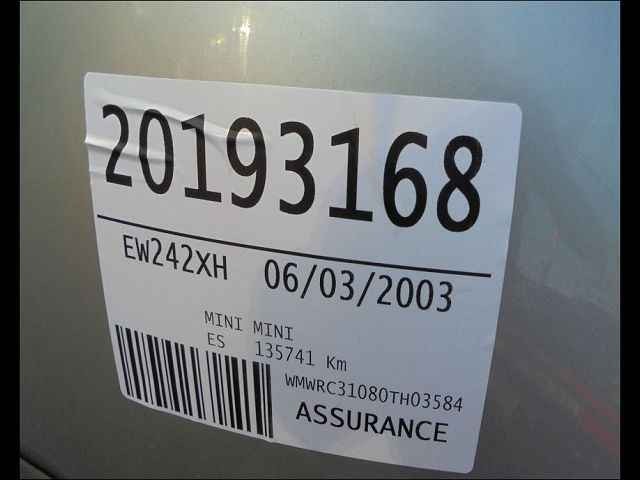 20193168
EW242XH 06/03/2003
MINI MINI
ES 135741 Km
WMWRC31080TH03584
ASSURANCE